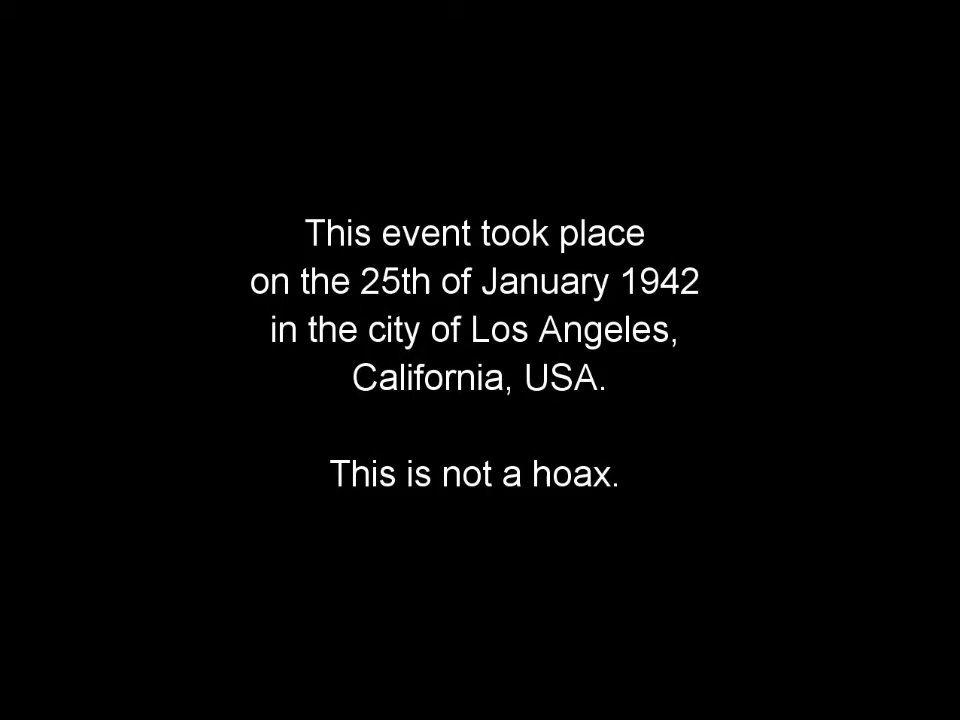 This event took place
on the 25th of January 1942
in the city of Los Angeles,
California, USA.
This is not a hoax.